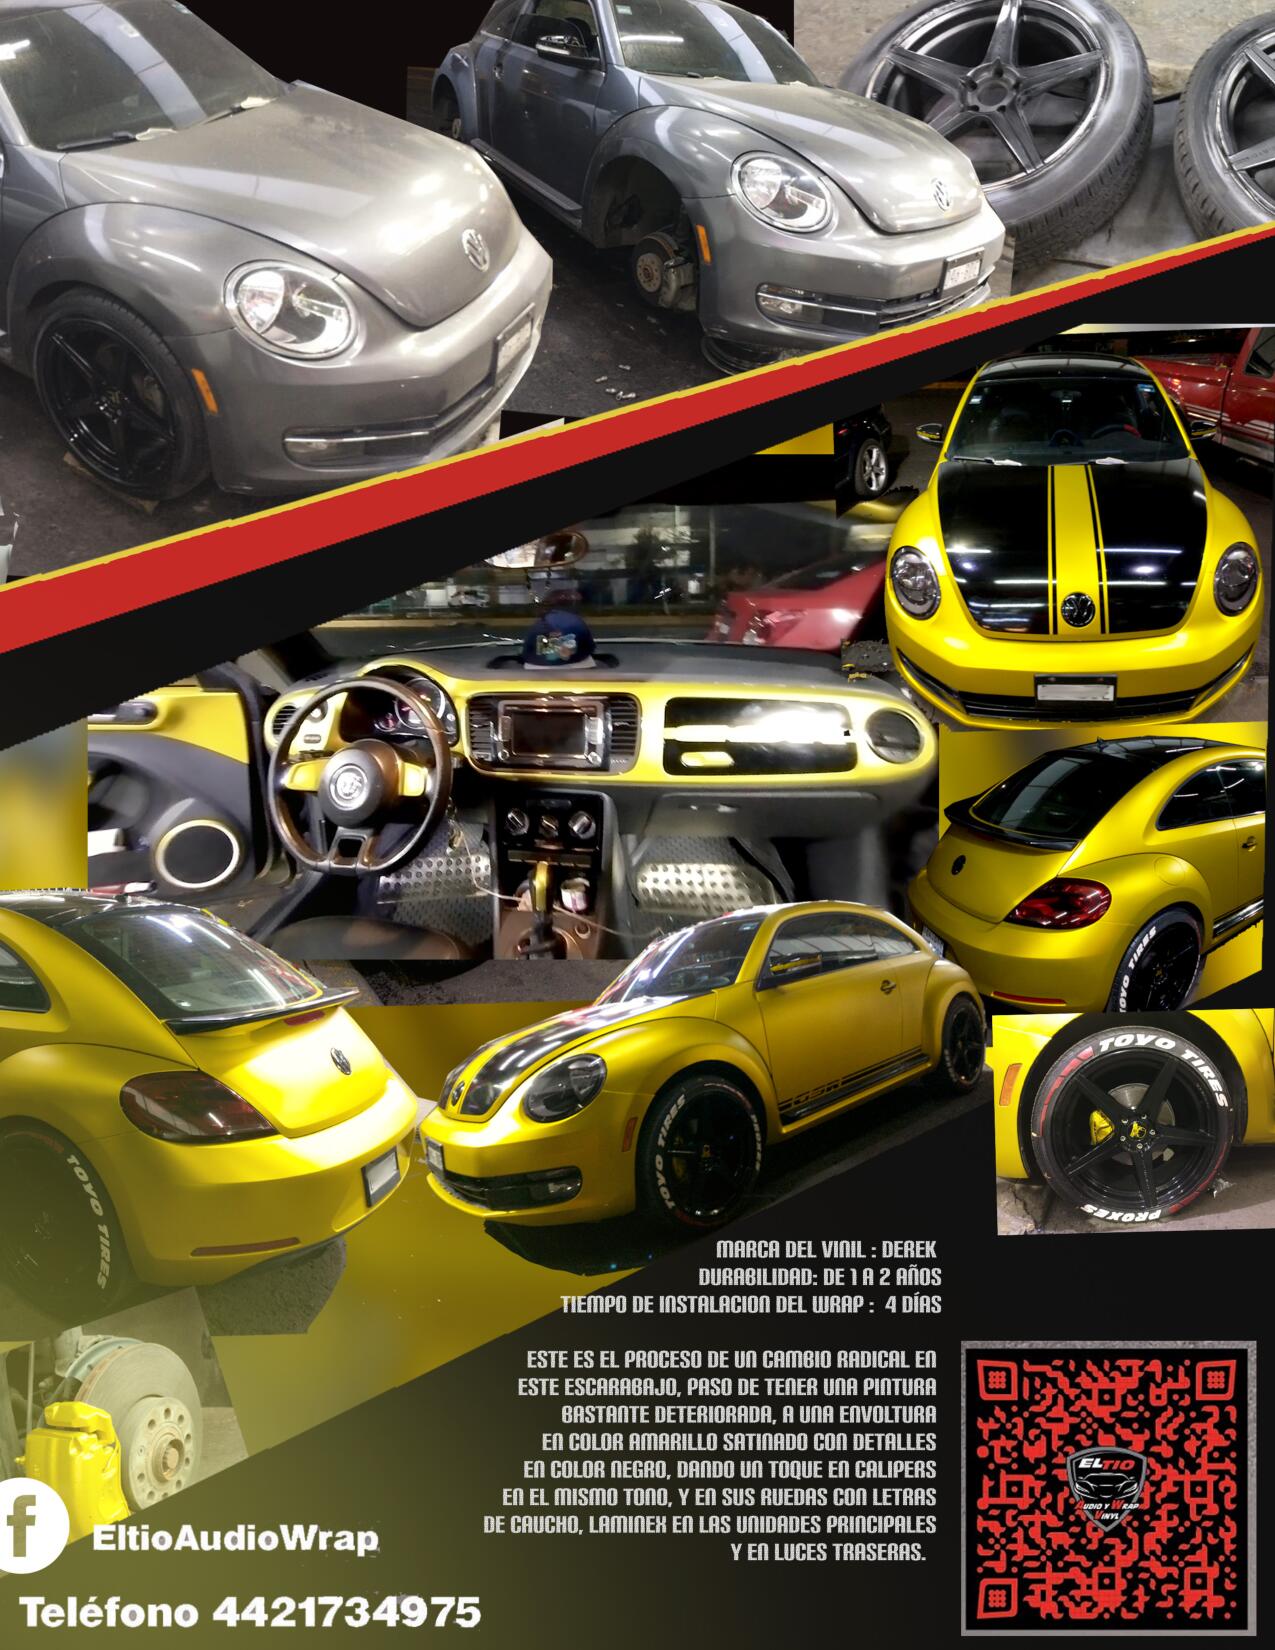 TOYO TIRES
TOYO TIRES
TOYO TIRES
PROXES
TOYO TIRES
PROXES
MARCA DEL VINIL : DEREK
DURABILIDAD: DE 1 A 2 AÑOS
TIEMPO DE INSTALACION DEL WRAP : 4 DÍAS
ESTE ES EL PROCESO DE UN CAMBIO RADICAL EN
ESTE ESCARABAJO, PASO DE TENER UNA PINTURA
BASTANTE DETERIORADA, A UNA ENVOLTURA
EN COLOR AMARILLO SATINADO CON DETALLES
EN COLOR NEGRO, DANDO UN TOQUE EN CALIPERS
EN EL MISMO TONO, Y EN SUS RUEDAS CON LETRAS
DE CAUCHO, LAMINEX EN LAS UNIDADES PRINCIPALES
Y EN LUCES TRASERAS.
EL TIO
AUDIO Y WRAP
VINYL
f EltioAudioWrap
Teléfono 4421734975